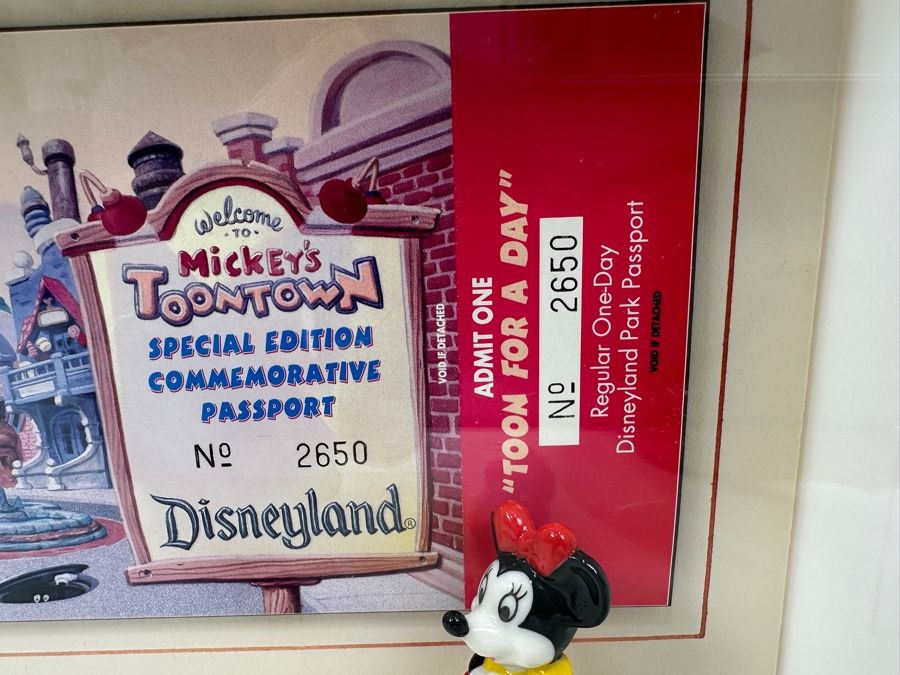 welcome
-TO-
MICKEY'S
TOONTOWN
SPECIAL EDITION
COMMEMORATIVE
PASSPORT
Nº 2650
Disneyland®
VOID IF DETACHED
ADMIT ONE
"TOON FOR A DAY"
Nº 2650
Regular One-Day
Disneyland Park Passport
VOID IF DETACHED